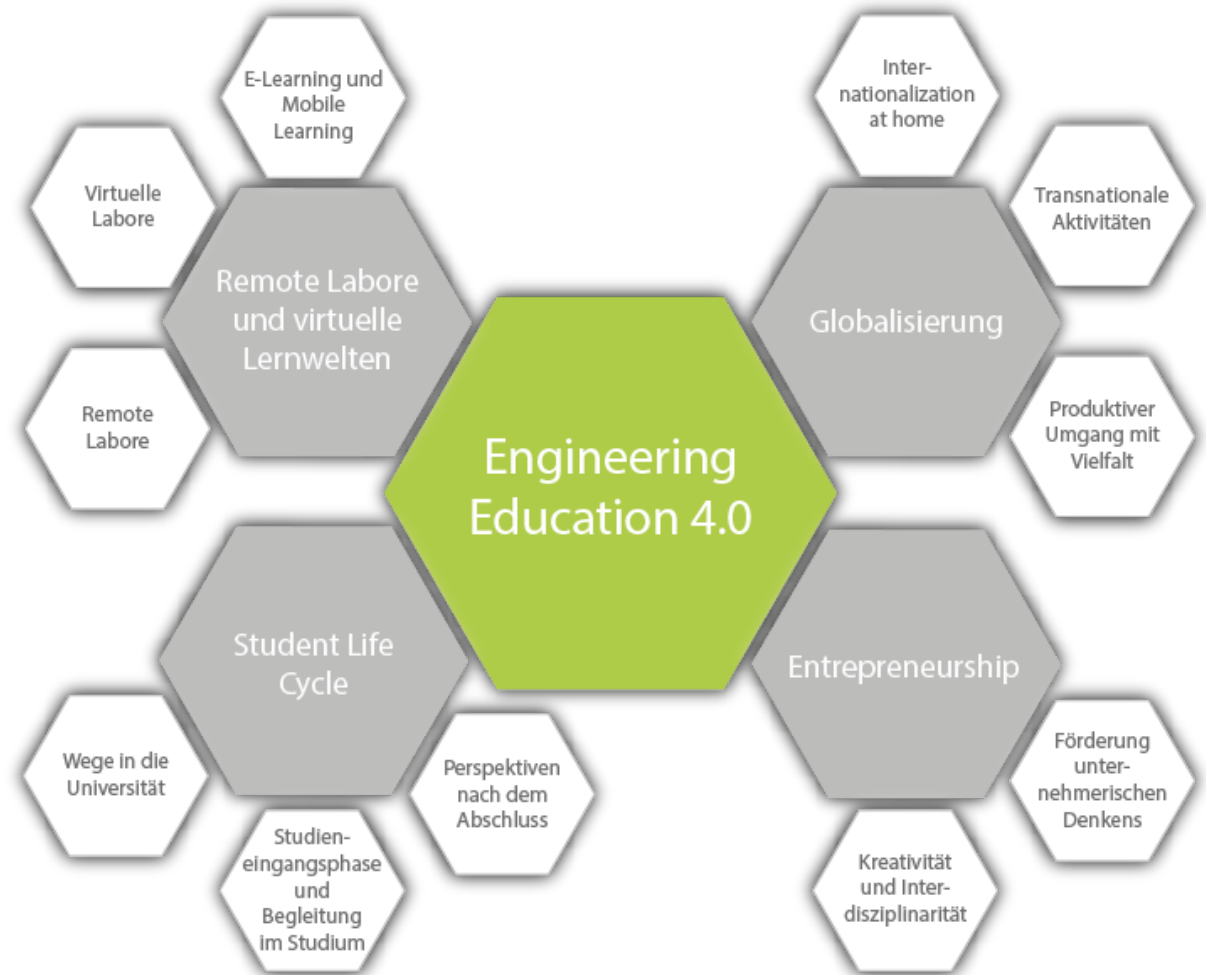 E-Learning und
Mobile
Learning
Virtuelle
Labore
Remote Labore
und virtuelle
Lernwelten
Remote
Labore
Inter-
nationalization
at home
Transnationale
Aktivitäten
Globalisierung
Produktiver
Umgang mit
Vielfalt
Engineering
Education 4.0
Student Life
Cycle
Wege in die
Universität
Studien-
eingangsphase
und
Begleitung
im Studium
Perspektiven
nach dem
Abschluss
Entrepreneurship
Förderung
unter-
nehmerischen
Denkens
Kreativität
und Inter-
disziplinarität